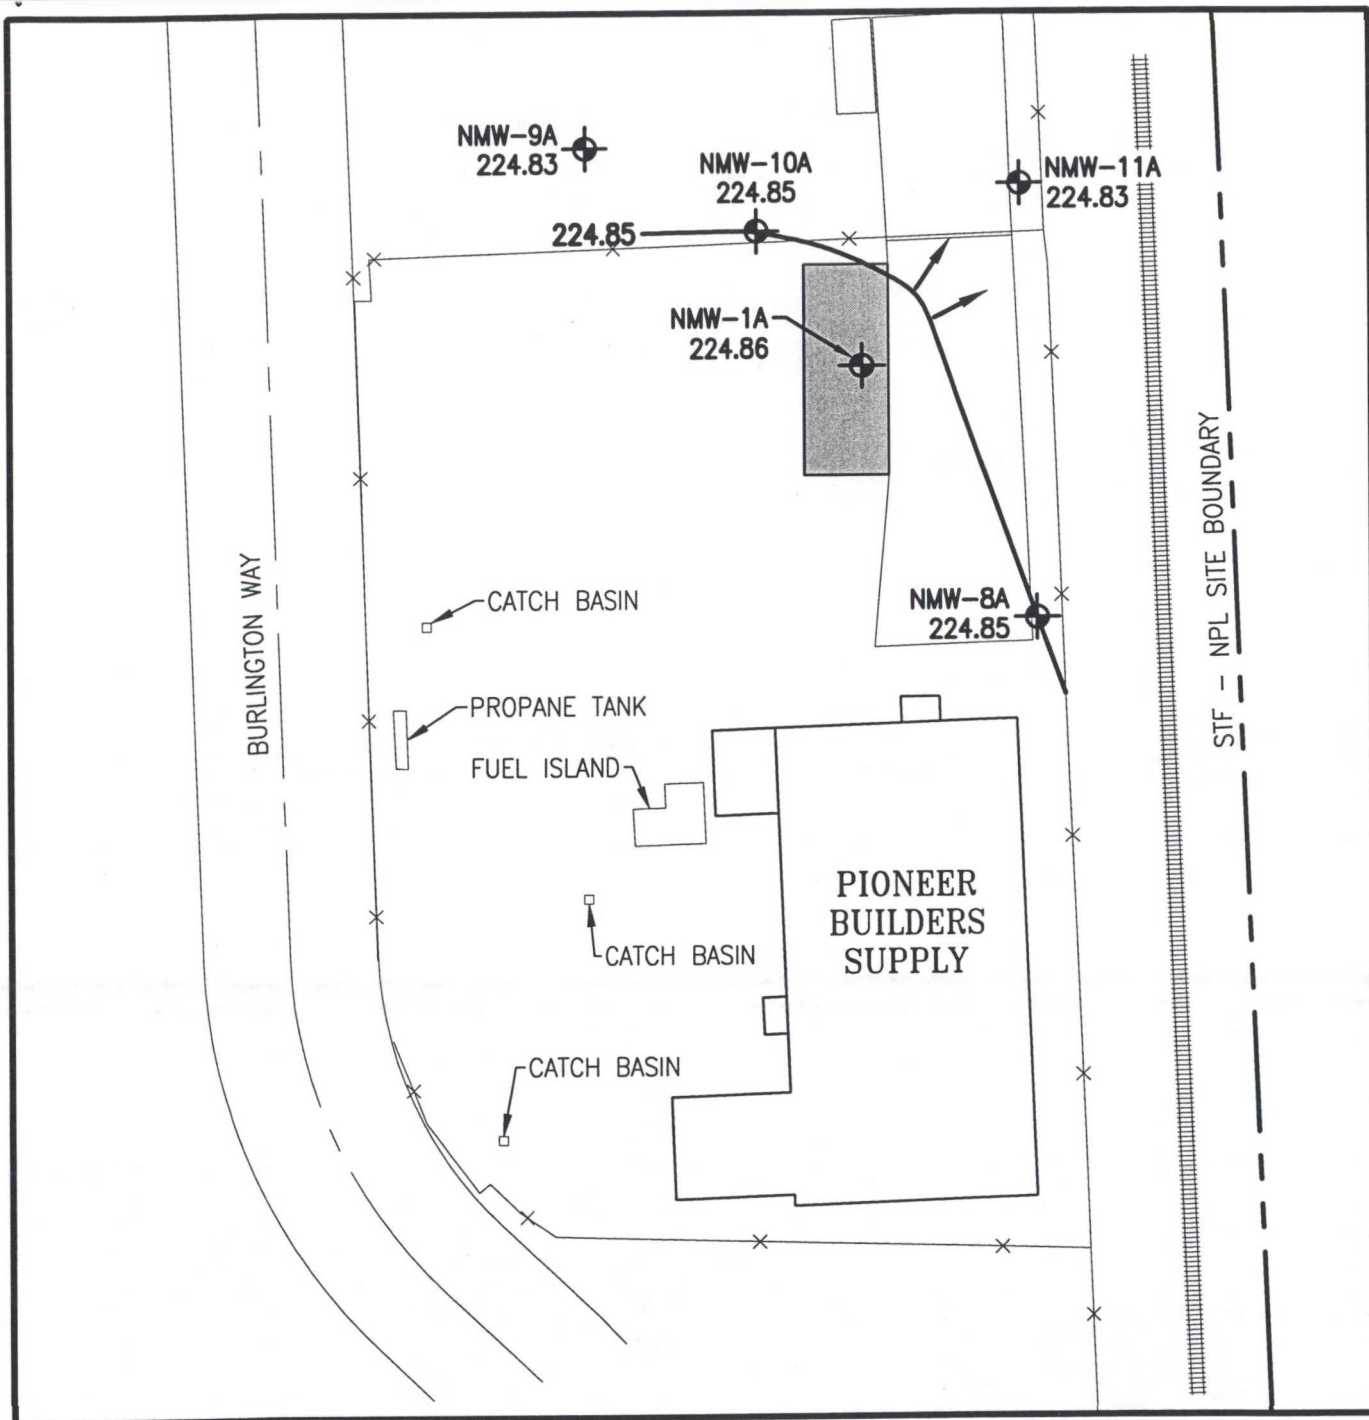 NMW-9A
224.83
NMW-10A
224.85
NMW-11A
224.83
224.85
NMW-1A
224.86
NMW-8A
224.85
CATCH BASIN
BURLINGTON WAY
STF - NPL SITE BOUNDARY
PROPANE TANK
FUEL ISLAND
PIONEER
BUILDERS
SUPPLY
CATCH BASIN
CATCH BASIN